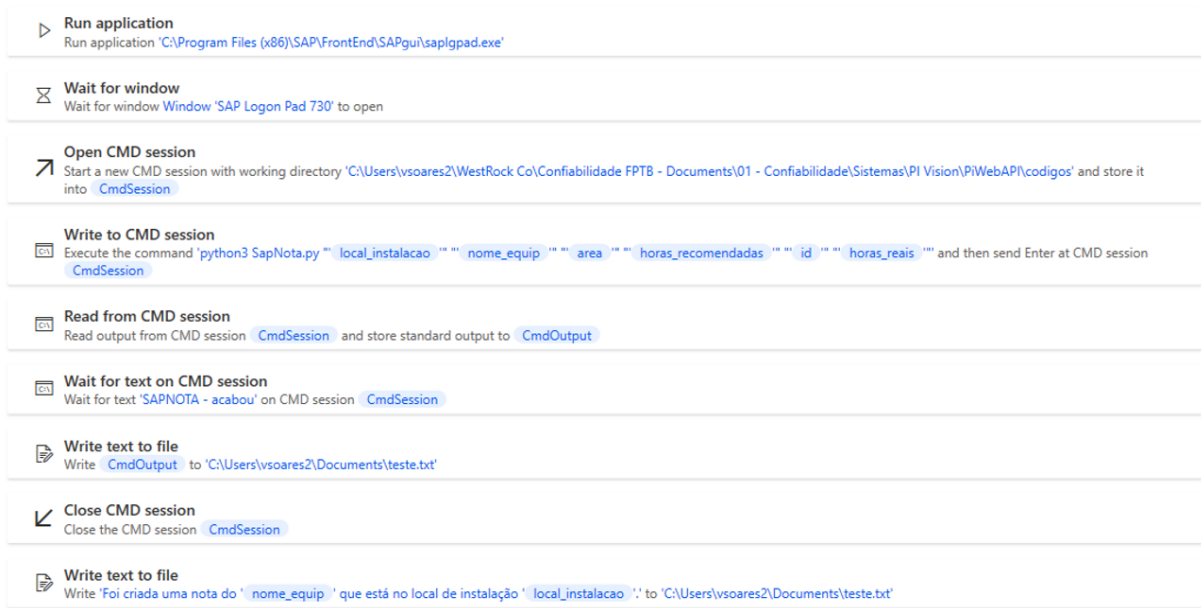 Run application
Run application 'C:\Program Files (x86)\SAP\FrontEnd\SAPgui\saplgpad.exe'
Wait for window
Wait for window Window 'SAP Logon Pad 730' to open
Open CMD session
Start a new CMD session with working directory 'C:\Users\vsoares2\WestRock Co\Confiabilidade FPTB - Documents\01 - Confiabilidade\Sistemas\PI Vision\PiWebAPI\codigos' and store it
into CmdSession
Write to CMD session
Execute the command 'python3 SapNota.py "' local_instalacao '" "' nome_equip '" "' area '" "' horas_recomendadas '" "' id '" "' horas_reais '"' and then send Enter at CMD session
CmdSession
Read from CMD session
Read output from CMD session CmdSession and store standard output to CmdOutput
Wait for text on CMD session
Wait for text 'SAPNOTA - acabou' on CMD session CmdSession
Write text to file
Write CmdOutput to 'C:\Users\vsoares2\Documents\teste.txt'
Close CMD session
Close the CMD session CmdSession
Write text to file
Write 'Foi criada uma nota do ' nome_equip ' que está no local de instalação ' local_instalacao '.' to 'C:\Users\vsoares2\Documents\teste.txt'